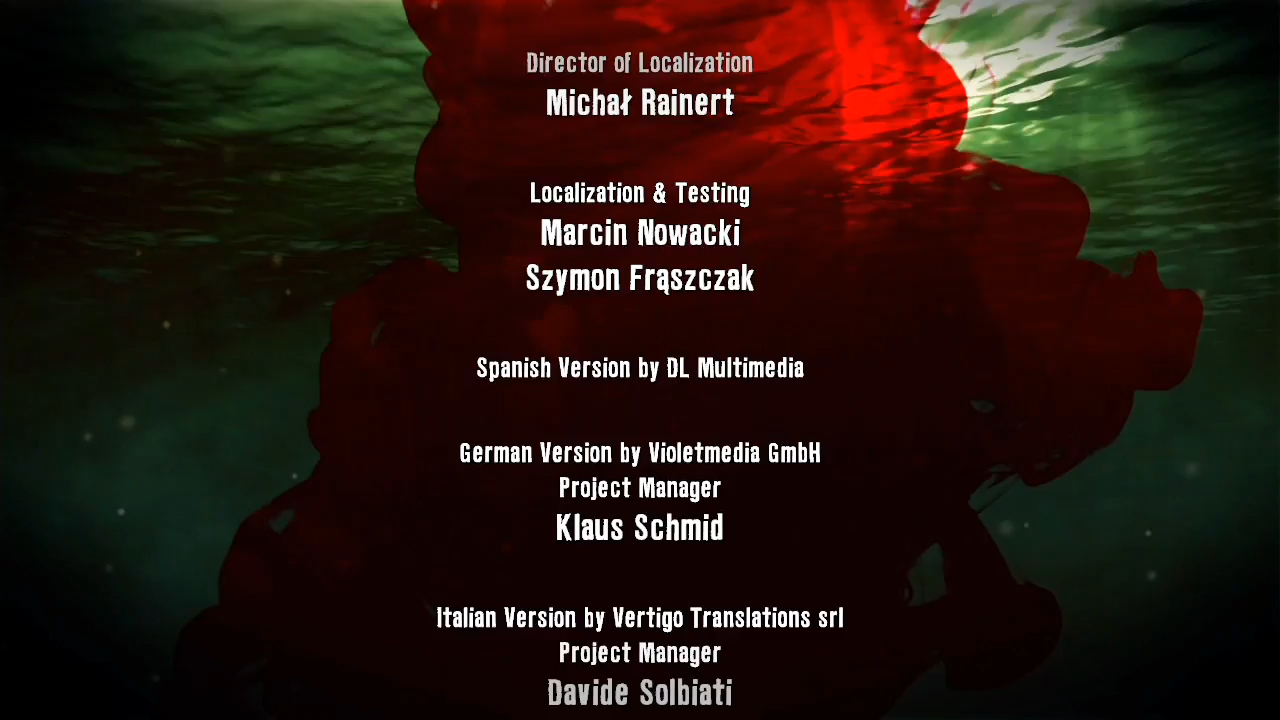 Director of Localization
Michał Rainert
Localization & Testing
Marcin Nowacki
Szymon Frąszczak
Spanish Version by DL Multimedia
German Version by Violetmedia GmbH
Project Manager
Klaus Schmid
Italian Version by Vertigo Translations srl
Project Manager
Davide Solbiati